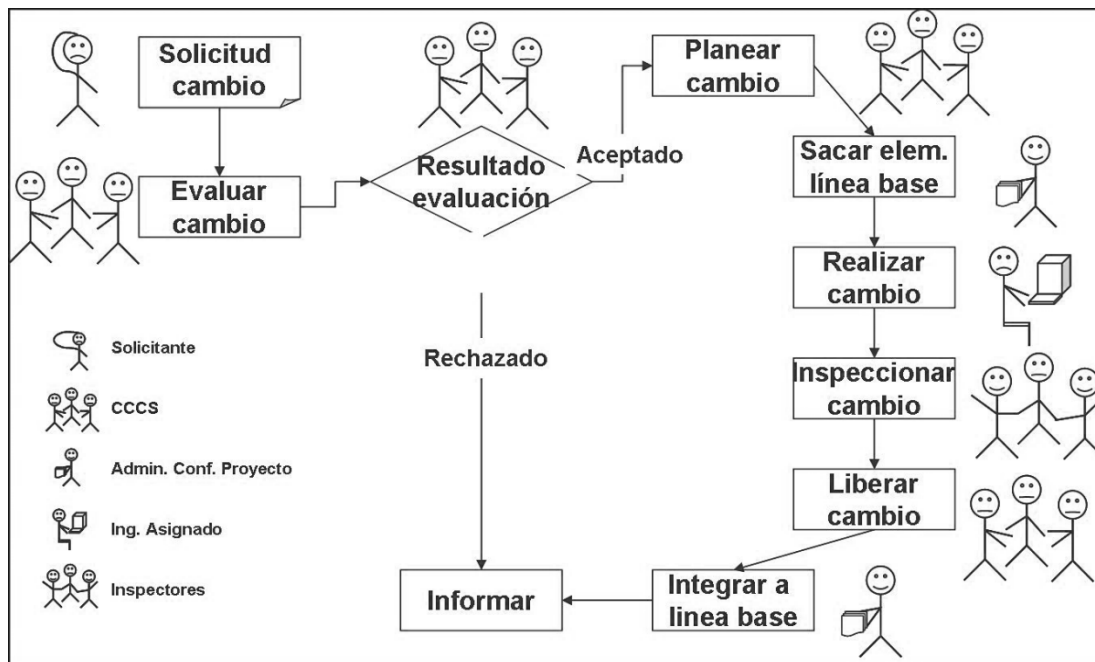 Solicitud
cambio
Evaluar
cambio
Resultado
evaluación
Aceptado
Planear
cambio
Sacar elem.
línea base
Realizar
cambio
Inspeccionar
cambio
Liberar
cambio
Integrar a
linea base
Rechazado
Informar
Solicitante
CCCS
Admin. Conf. Proyecto
Ing. Asignado
Inspectores